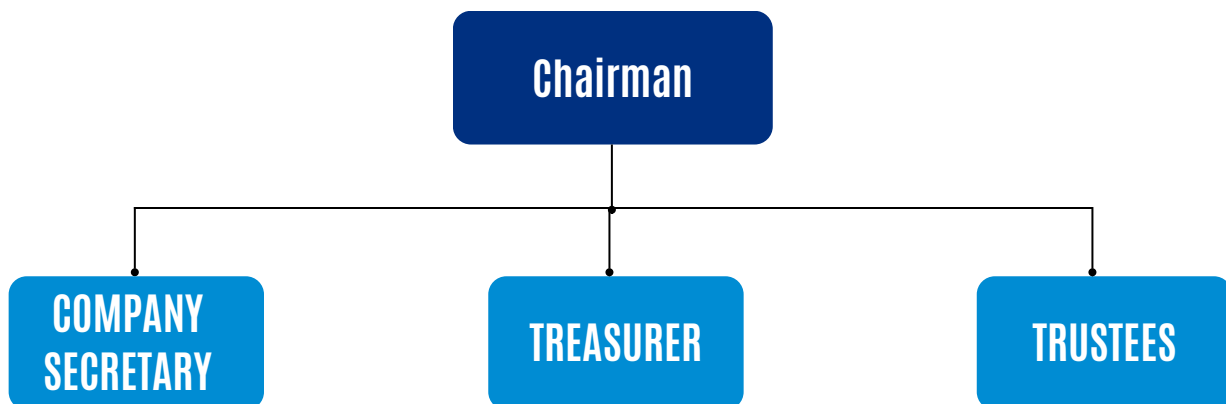 Chairman
COMPANY
SECRETARY
TREASURER
TRUSTEES